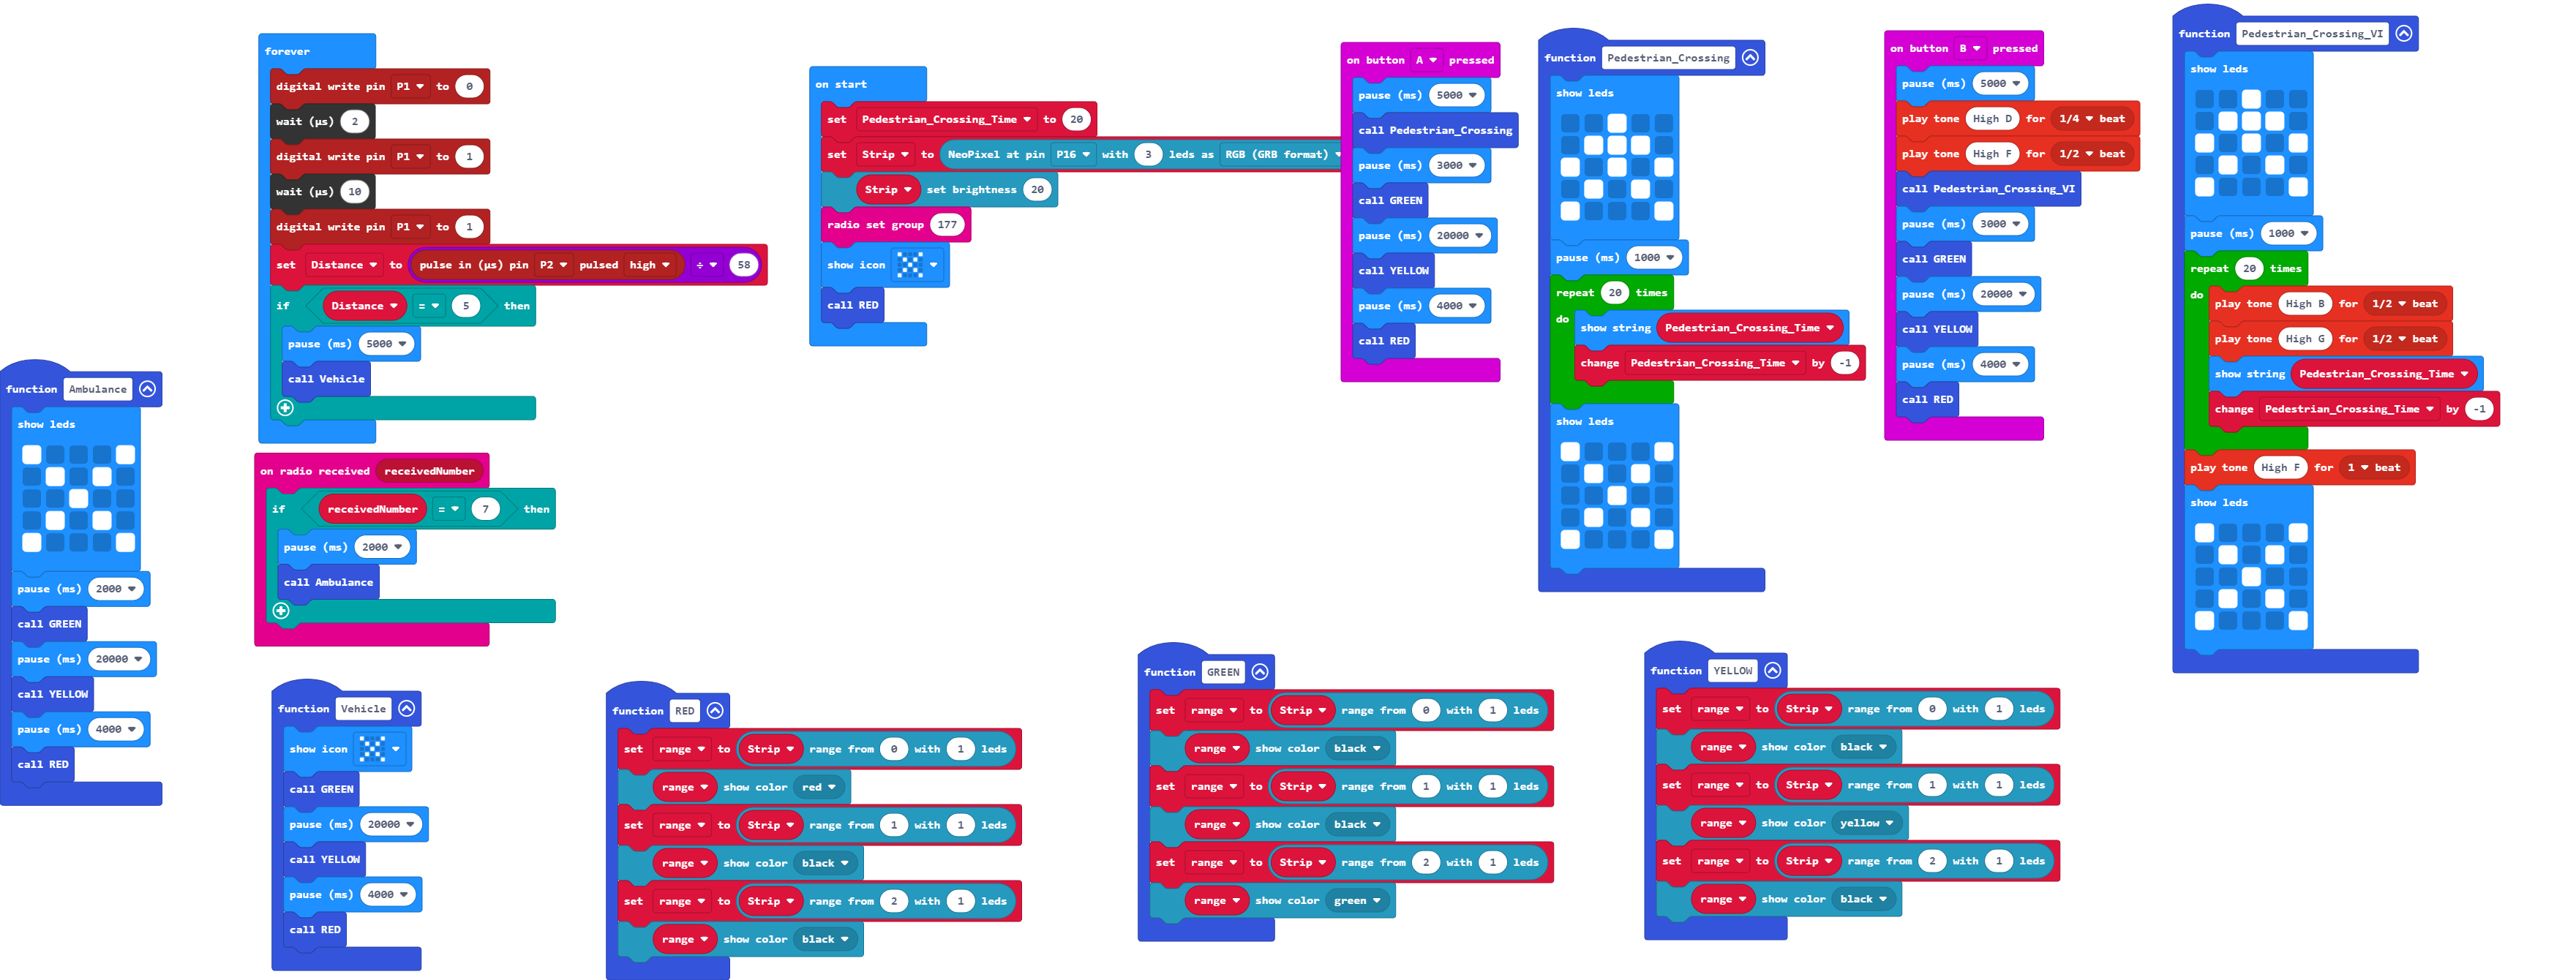 forever
digital write pin P1 to 0
wait (µs) 2
digital write pin P1 to 1
wait (µs) 10
digital write pin P1 to 1
set Distance to pulse in (µs) pin P2 pulsed high ÷ 58
if Distance = 5 then
pause (ms) 5000
call Vehicle
on start
set Pedestrian_Crossing_Time to 20
set Strip to NeoPixel at pin P16 with 3 leds as RGB (GRB format)
Strip set brightness 20
radio set group 177
show icon
call RED
on button A pressed
pause (ms) 5000
call Pedestrian_Crossing
pause (ms) 3000
call GREEN
pause (ms) 20000
call YELLOW
pause (ms) 4000
call RED
function Pedestrian_Crossing
show leds
pause (ms) 1000
repeat 20 times
do
show string Pedestrian_Crossing_Time
change Pedestrian_Crossing_Time by -1
show leds
on button B pressed
pause (ms) 5000
play tone High D for 1/4 beat
play tone High F for 1/2 beat
call Pedestrian_Crossing_VI
pause (ms) 3000
call GREEN
pause (ms) 20000
call YELLOW
pause (ms) 4000
call RED
function Pedestrian_Crossing_VI
show leds
pause (ms) 1000
repeat 20 times
do
play tone High B for 1/2 beat
play tone High G for 1/2 beat
show string Pedestrian_Crossing_Time
change Pedestrian_Crossing_Time by -1
play tone High F for 1 beat
show leds
function Ambulance
show leds
pause (ms) 2000
call GREEN
pause (ms) 20000
call YELLOW
pause (ms) 4000
call RED
on radio received receivedNumber
if receivedNumber = 7 then
pause (ms) 2000
call Ambulance
function Vehicle
show icon
call GREEN
pause (ms) 20000
call YELLOW
pause (ms) 4000
call RED
function RED
set range to Strip range from 0 with 1 leds
range show color red
set range to Strip range from 1 with 1 leds
range show color black
set range to Strip range from 2 with 1 leds
range show color black
function GREEN
set range to Strip range from 0 with 1 leds
range show color black
set range to Strip range from 1 with 1 leds
range show color black
set range to Strip range from 2 with 1 leds
range show color green
function YELLOW
set range to Strip range from 0 with 1 leds
range show color black
set range to Strip range from 1 with 1 leds
range show color yellow
set range to Strip range from 2 with 1 leds
range show color black